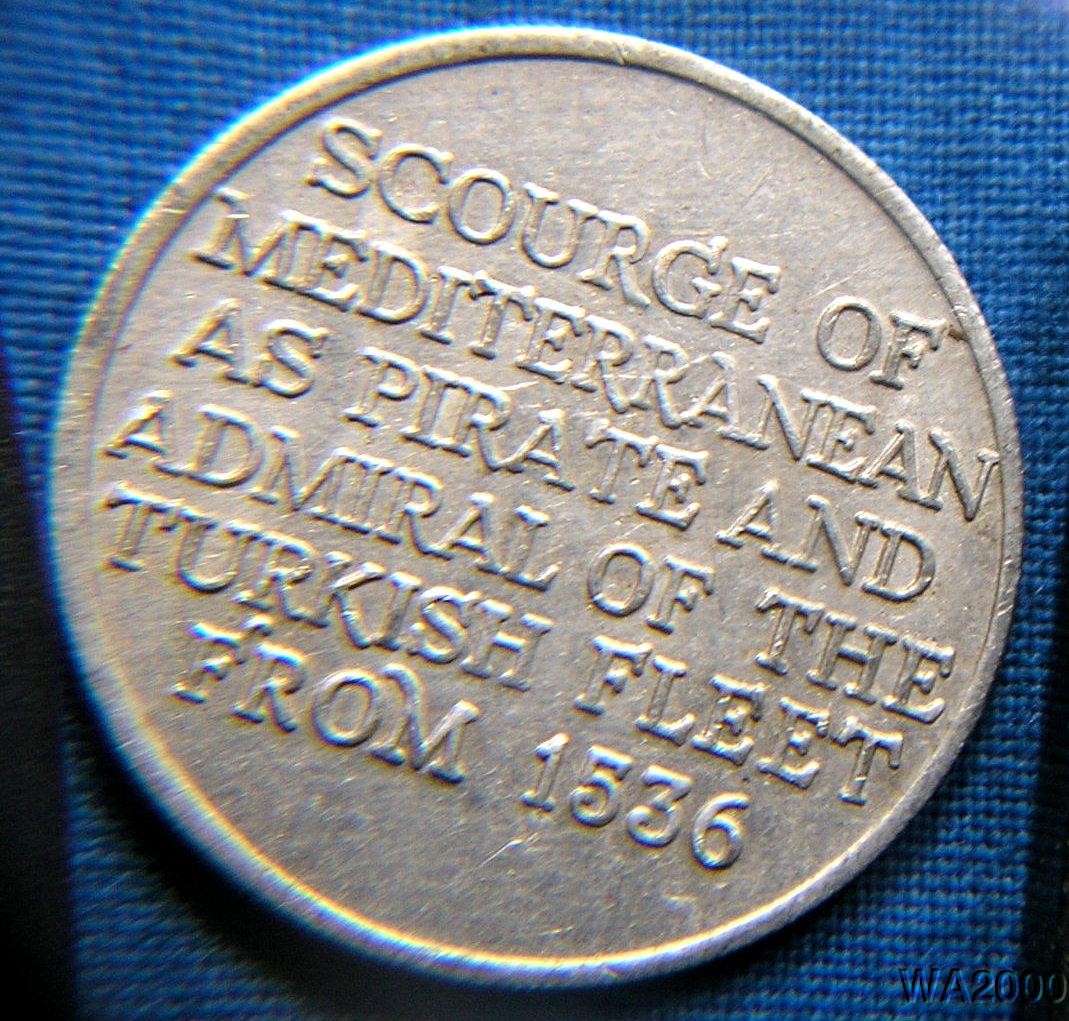 SCOURGE OF
MEDITERRANEAN
AS PIRATE AND
ADMIRAL OF THE
TURKISH FLEET
FROM 1536
WA2000